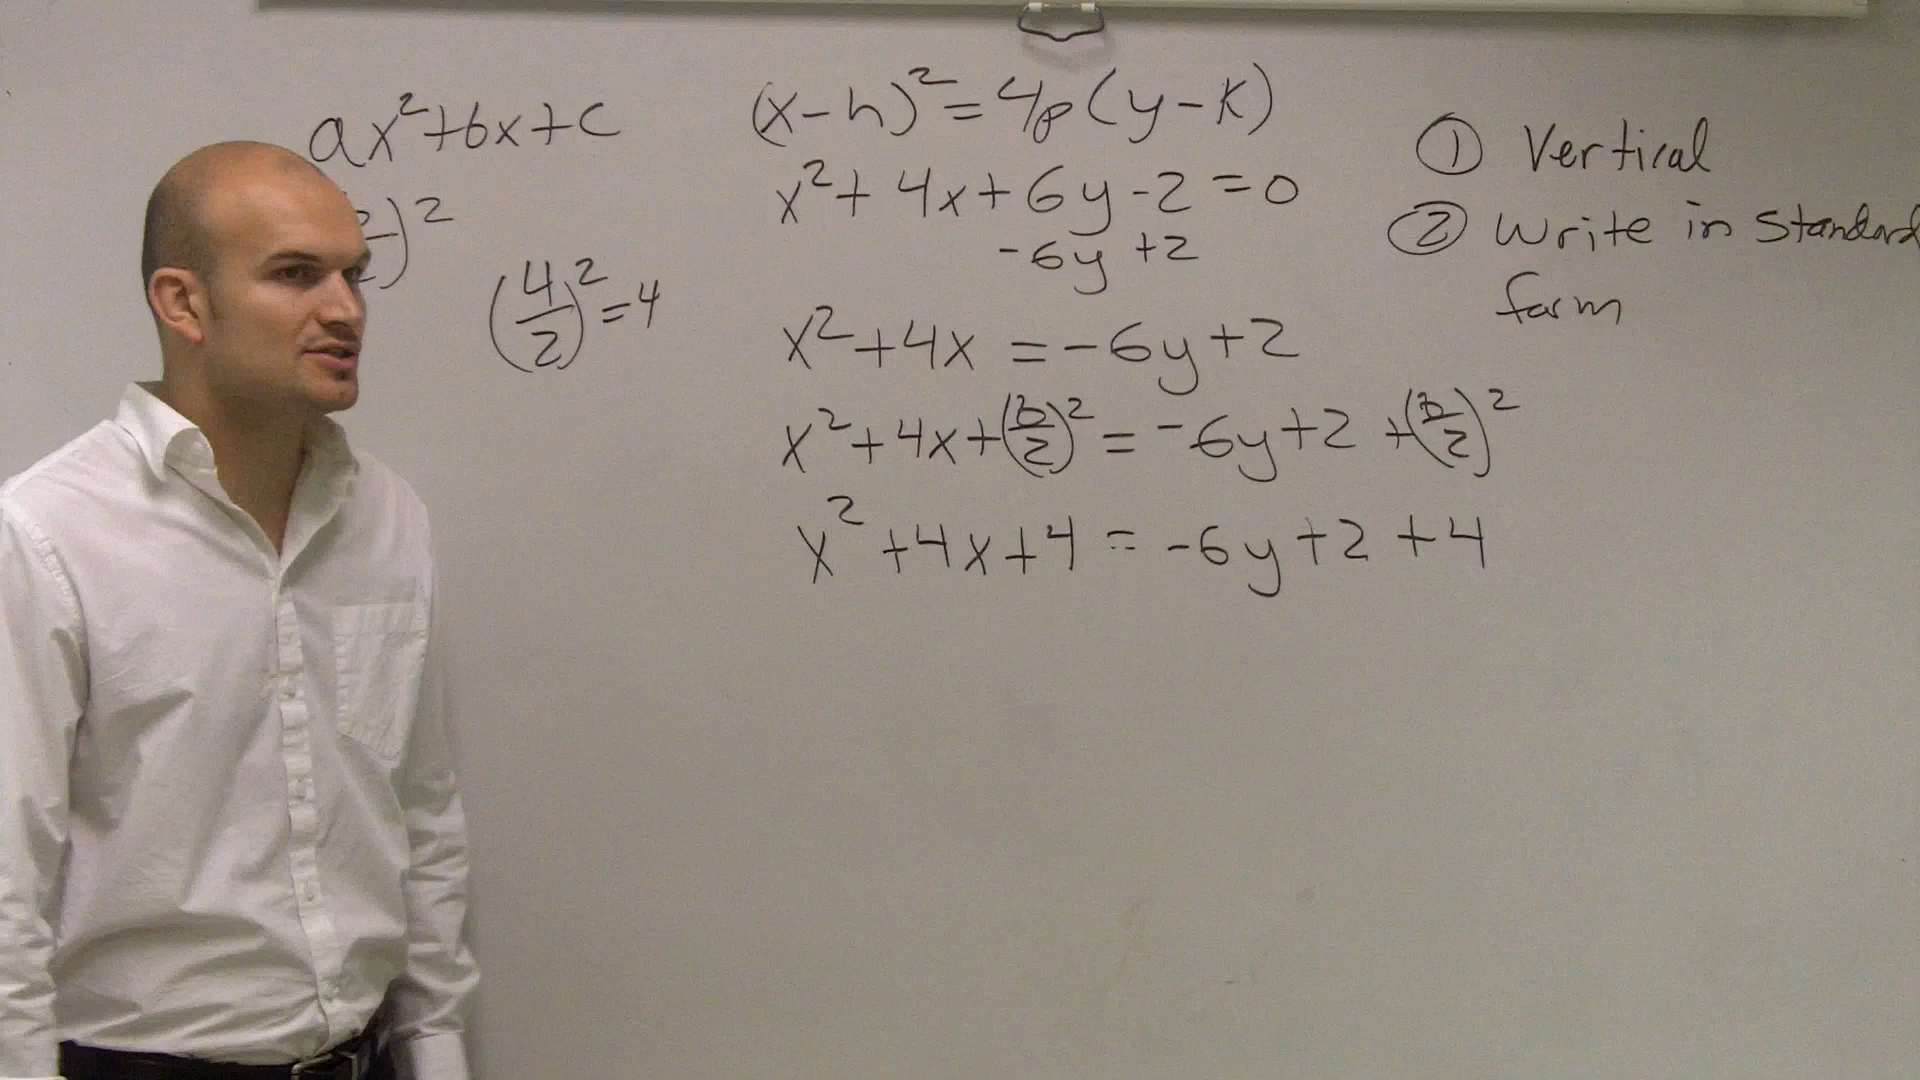 ax²+bx+c
)²
(4/2)²=4
(x-h)²=4p(y-k)
x²+4x+6y-2=0
-6y +2
x²+4x=-6y+2
x²+4x+(b/2)²=-6y+2+(b/2)²
x²+4x+4=-6y+2+4
① Vertical
② Write in standard
form